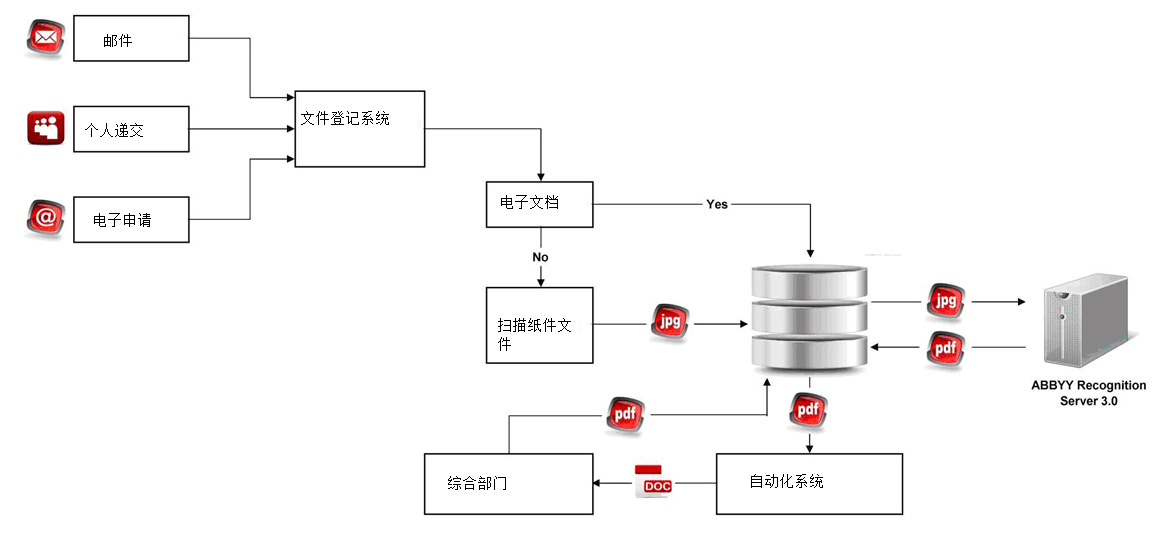 邮件
个人递交
文件登记系统
电子申请
电子文档
Yes
No
扫描纸件文
件
jpg
jpg
pdf
ABBYY Recognition
Server 3.0
pdf
pdf
综合部门
DOC
自动化系统
@